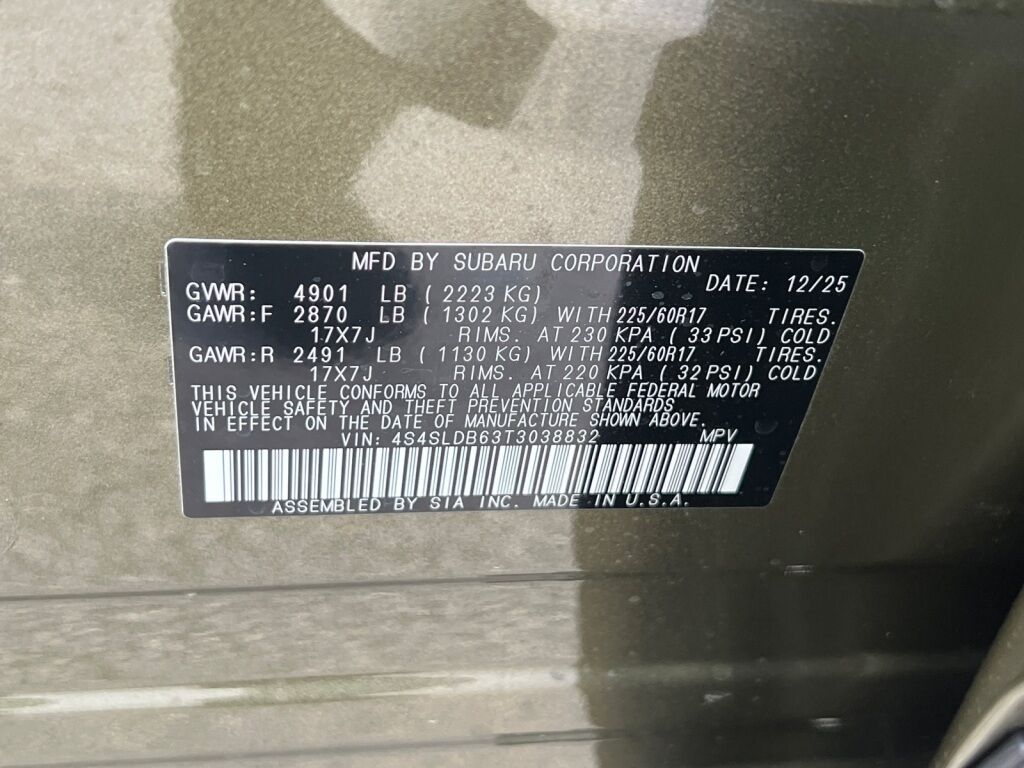 MFD BY SUBARU CORPORATION
DATE: 12/25
GVWR: 4901 LB (2223 KG)
GAWR:F 2870 LB (1302 KG) WITH 225/60R17 TIRES.
17X7J RIMS. AT 230 KPA (33 PSI) COLD
GAWR:R 2491 LB (1130 KG) WITH 225/60R17 TIRES.
17X7J RIMS. AT 220 KPA (32 PSI) COLD
THIS VEHICLE CONFORMS TO ALL APPLICABLE FEDERAL MOTOR
VEHICLE SAFETY AND THEFT PREVENTION STANDARDS
IN EFFECT ON THE DATE OF MANUFACTURE SHOWN ABOVE.
VIN: 4S4SLDB63T3038832 MPV
ASSEMBLED BY SIA INC. MADE IN U.S.A.